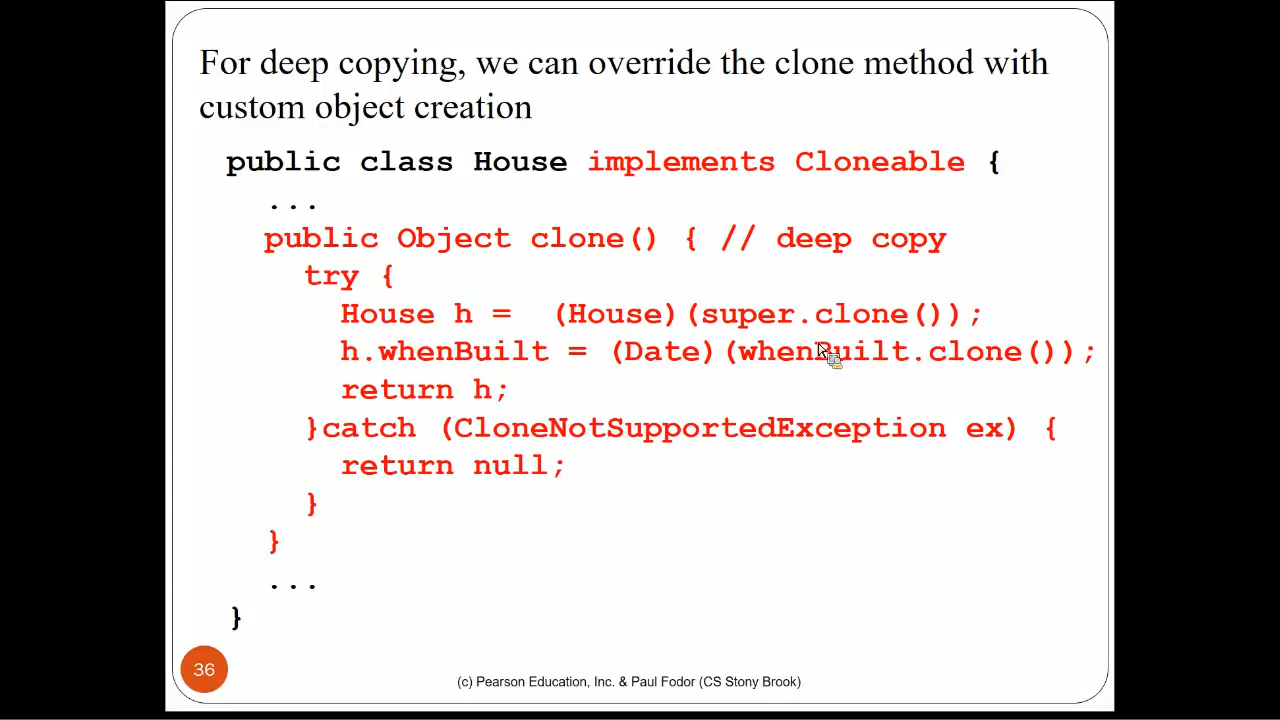 For deep copying, we can override the clone method with
custom object creation
public class House implements Cloneable {
...
public Object clone() { // deep copy
try {
House h =  (House)(super.clone());
h.whenBuilt = (Date)(whenBuilt.clone());
return h;
}catch (CloneNotSupportedException ex) {
return null;
}
}
...
}
36
(c) Pearson Education, Inc. & Paul Fodor (CS Stony Brook)